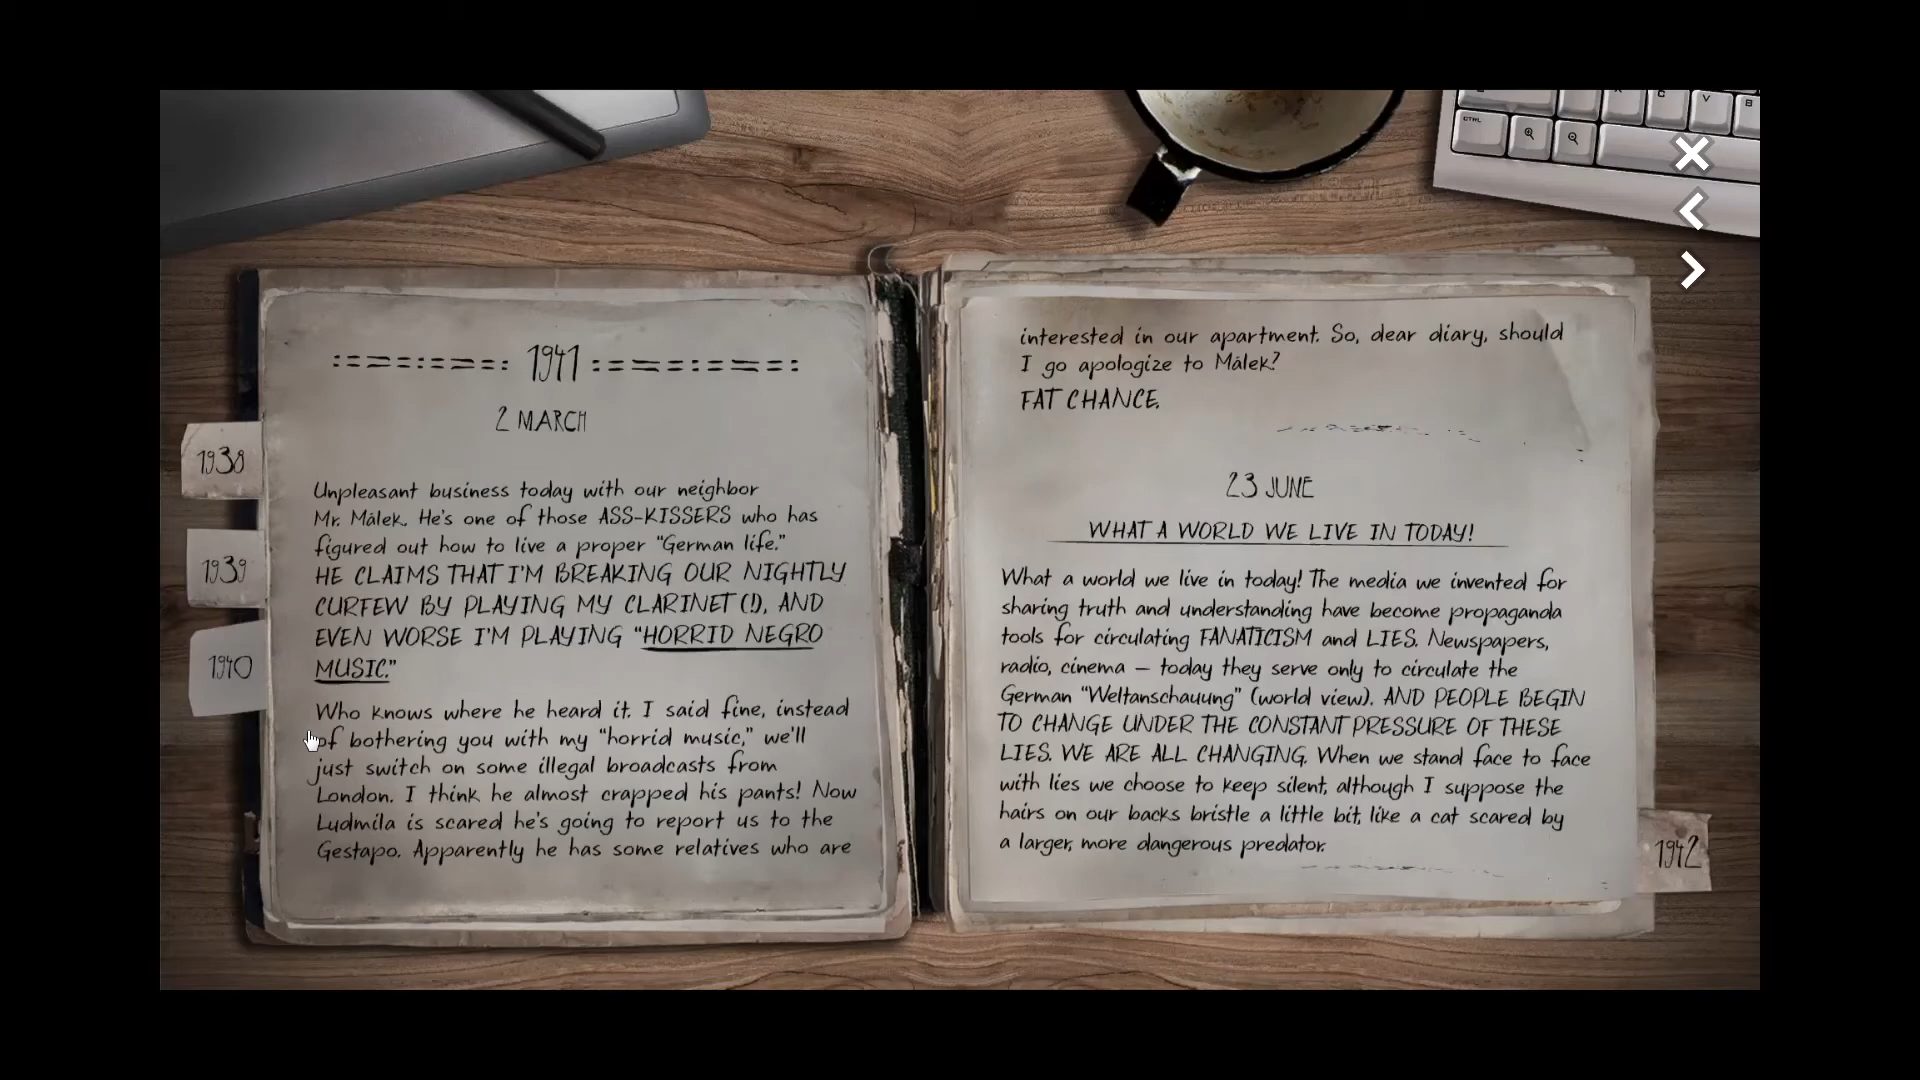 CTRL
C
V
B
1938
1939
1940
1941
2 MARCH
Unpleasant business today with our neighbor
Mr. Málek. He's one of those ASS-KISSERS who has
figured out how to live a proper "German life."
HE CLAIMS THAT I'M BREAKING OUR NIGHTLY
CURFEW BY PLAYING MY CLARINET (!), AND
EVEN WORSE I'M PLAYING "HORRID NEGRO
MUSIC."
Who knows where he heard it. I said fine, instead
of bothering you with my "horrid music," we'll
just switch on some illegal broadcasts from
London. I think he almost crapped his pants! Now
Ludmila is scared he's going to report us to the
Gestapo. Apparently he has some relatives who are
interested in our apartment. So, dear diary, should
I go apologize to Málek?
FAT CHANCE.
23 JUNE
WHAT A WORLD WE LIVE IN TODAY!
What a world we live in today! The media we invented for
sharing truth and understanding have become propaganda
tools for circulating FANATICISM and LIES. Newspapers,
radio, cinema – today they serve only to circulate the
German "Weltanschauung" (world view). AND PEOPLE BEGIN
TO CHANGE UNDER THE CONSTANT PRESSURE OF THESE
LIES. WE ARE ALL CHANGING. When we stand face to face
with lies we choose to keep silent, although I suppose the
hairs on our backs bristle a little bit, like a cat scared by
a larger, more dangerous predator.
1942